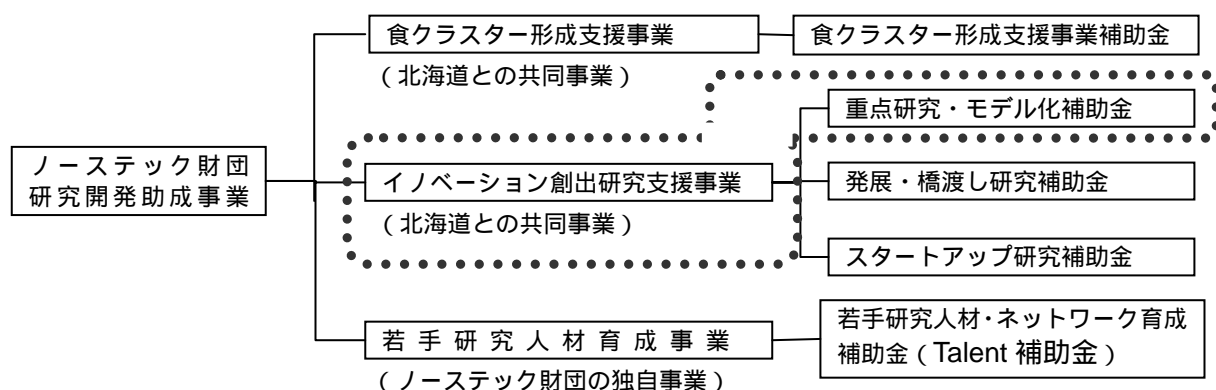 食クラスター形成支援事業
食クラスター形成支援事業補助金
（北海道との共同事業）
重点研究・モデル化補助金
ノーステック財団
研究開発助成事業
イノベーション創出研究支援事業
発展・橋渡し研究補助金
（北海道との共同事業）
スタートアップ研究補助金
若手研究人材育成事業
若手研究人材・ネットワーク育成
補助金（Talent 補助金）
（ノーステック財団の独自事業）